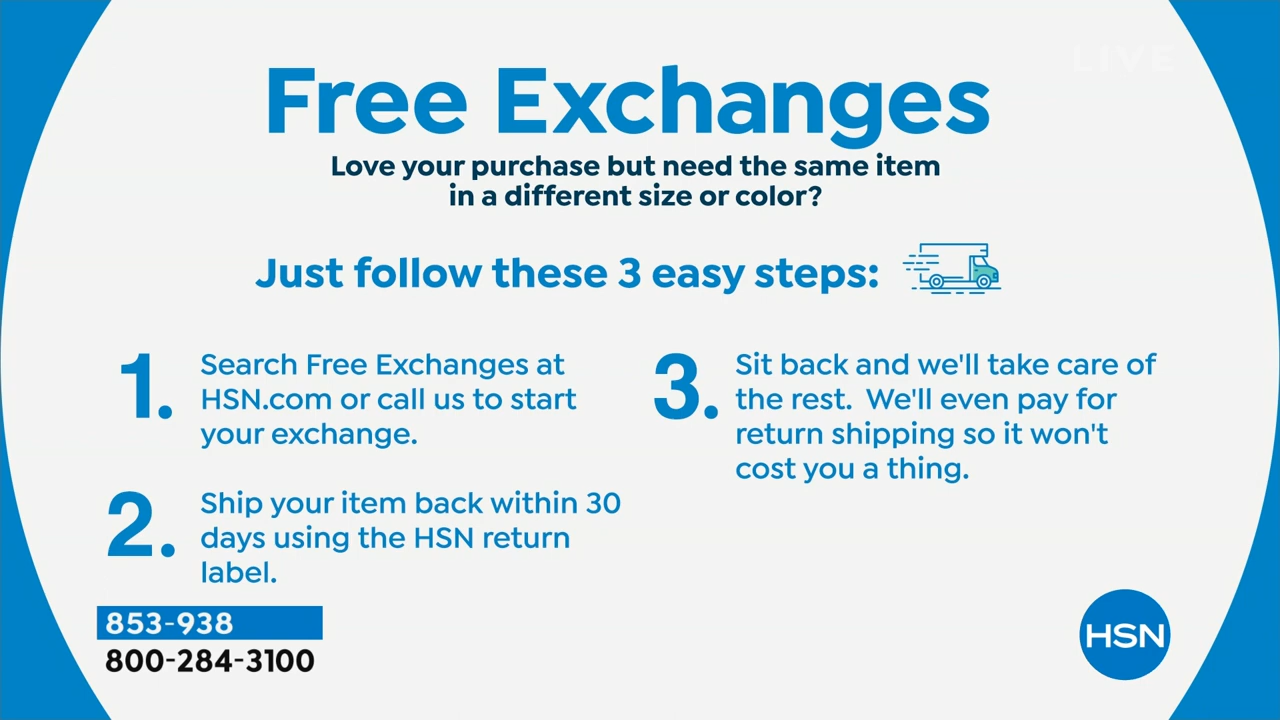 LIVE
Free Exchanges
Love your purchase but need the same item
in a different size or color?
Just follow these 3 easy steps:
1. Search Free Exchanges at
HSN.com or call us to start
your exchange.
2. Ship your item back within 30
days using the HSN return
label.
3. Sit back and we'll take care of
the rest.  We'll even pay for
return shipping so it won't
cost you a thing.
853-938
800-284-3100
HSN